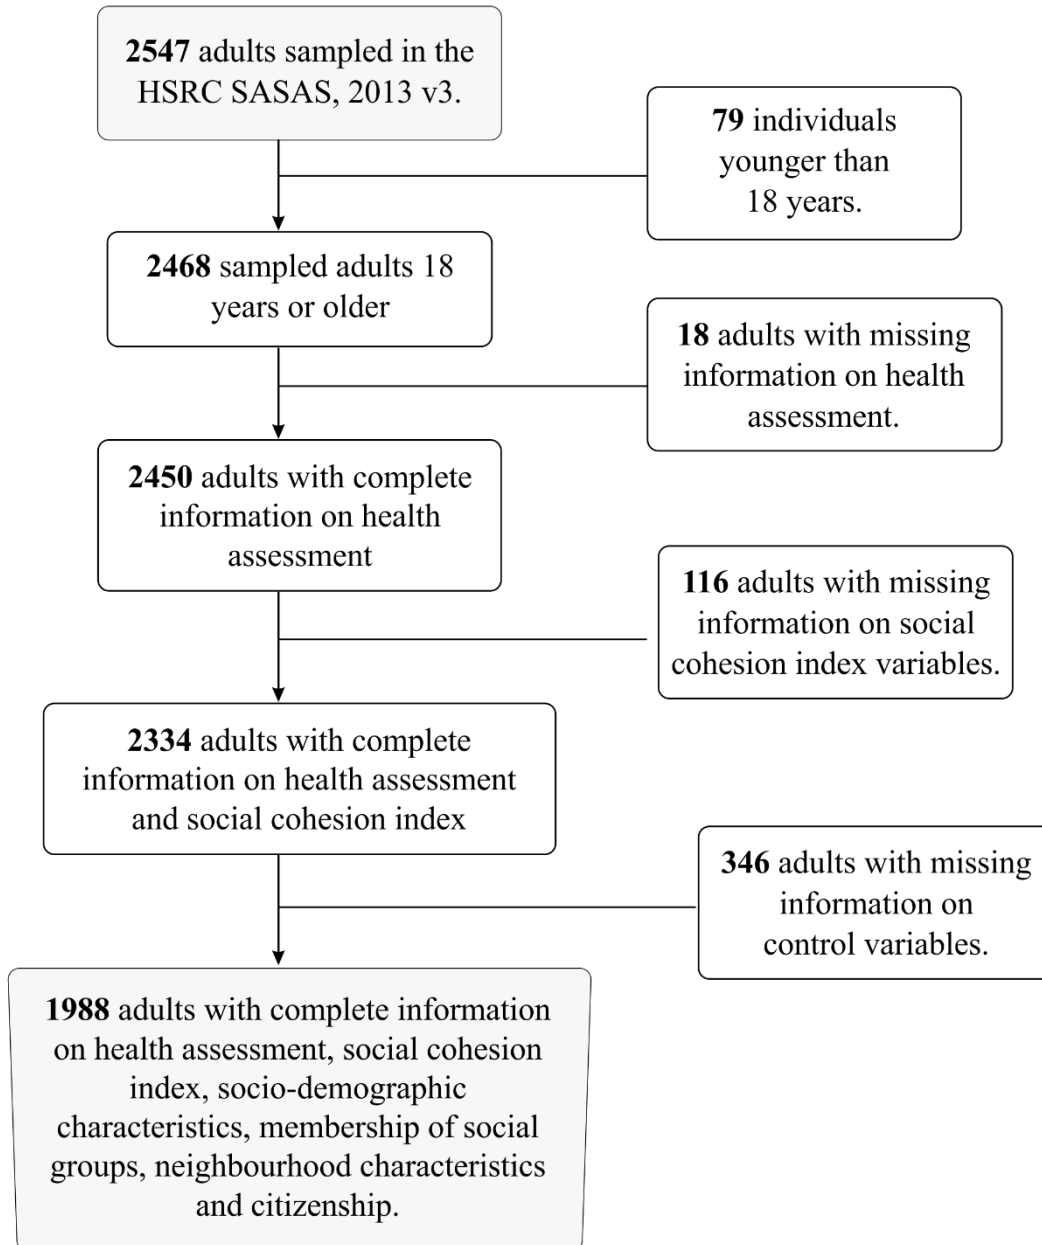 2547 adults sampled in the
HSRC SASAS, 2013 v3.
79 individuals
younger than
18 years.
2468 sampled adults 18
years or older
18 adults with missing
information on health
assessment.
2450 adults with complete
information on health
assessment
116 adults with missing
information on social
cohesion index variables.
2334 adults with complete
information on health assessment
and social cohesion index
346 adults with missing
information on
control variables.
1988 adults with complete information
on health assessment, social cohesion
index, socio-demographic
characteristics, membership of social
groups, neighbourhood characteristics
and citizenship.